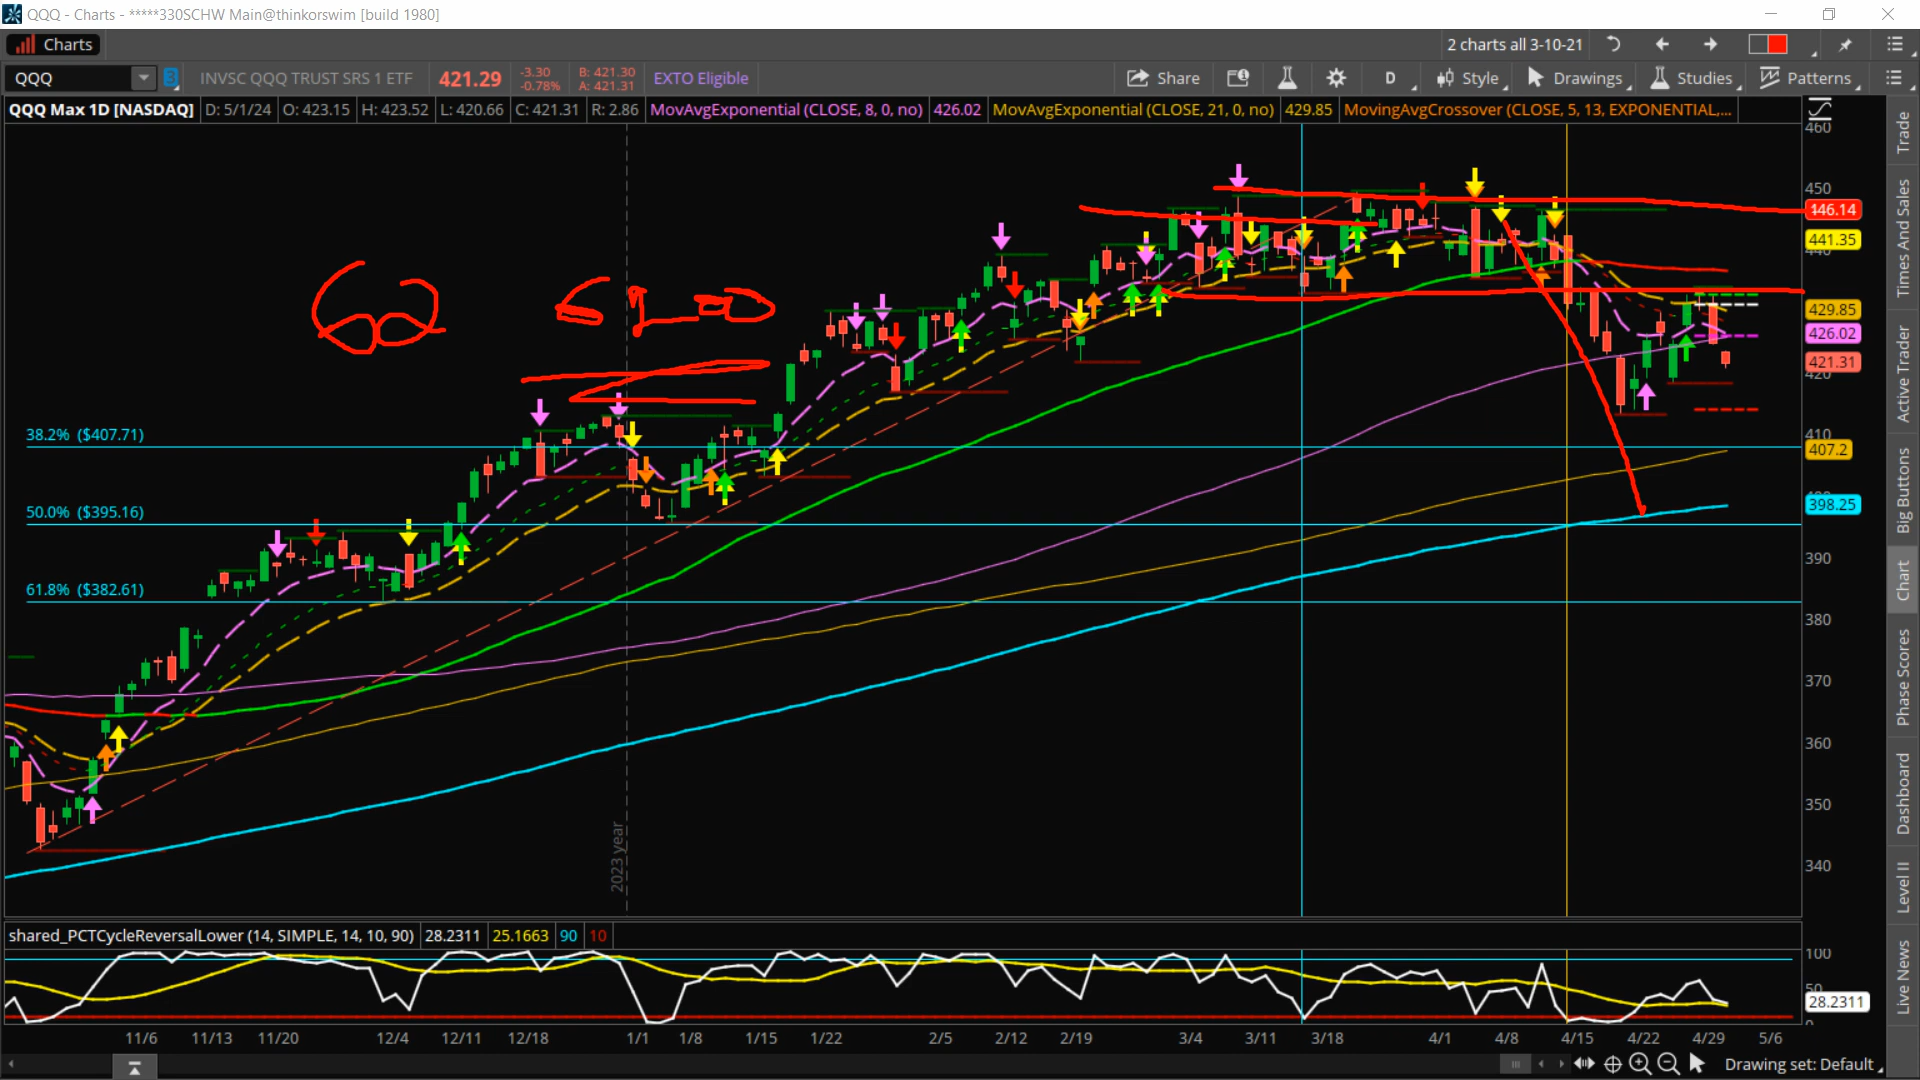 QQQ - Charts - *****330SCHW Main@thinkorswim [build 1980]
Charts 2 charts all 3-10-21
QQQ 3 INVSC QQQ TRUST SRS 1 ETF 421.29 -3.30 -0.78% B: 421.30 A: 421.31 EXTO Eligible Share D Style Drawings Studies Patterns
QQQ Max 1D [NASDAQ] D: 5/1/24 O: 423.15 H: 423.52 L: 420.66 C: 421.31 R: 2.86 MovAvgExponential (CLOSE, 8, 0, no) 426.02 MovAvgExponential (CLOSE, 21, 0, no) 429.85 MovingAvgCrossover (CLOSE, 5, 13, EXPONENTIAL,...
460
450
446.14
441.35
440
429.85
426.02
421.31
420
410
407.2
398.25
390
380
370
360
350
340
38.2% ($407.71)
50.0% ($395.16)
61.8% ($382.61)
2023 year
shared_PCTCycleReversalLower (14, SIMPLE, 14, 10, 90) 28.2311 25.1663 90 10
100
50
28.2311
0
11/6 11/13 11/20 12/4 12/11 12/18 1/1 1/8 1/15 1/22 2/5 2/12 2/19 3/4 3/11 3/18 4/1 4/8 4/15 4/22 4/29 5/6
Drawing set: Default
Trade
Times And Sales
Active Trader
Big Buttons
Chart
Phase Scores
Dashboard
Level II
Live News